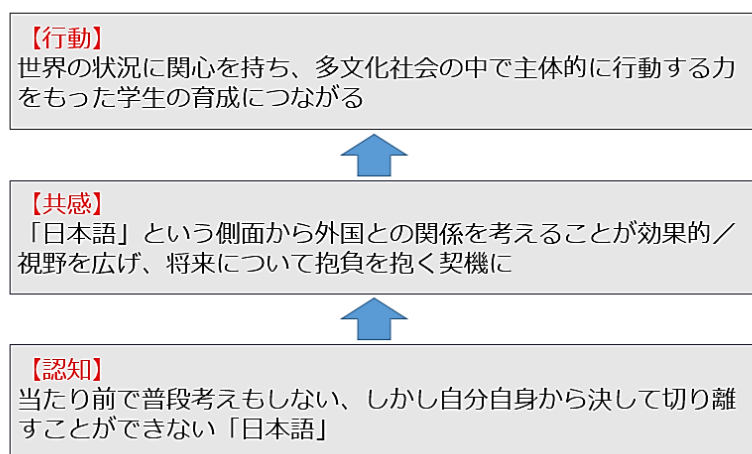 【行動】
世界の状況に関心を持ち、多文化社会の中で主体的に行動する力
をもった学生の育成につながる
【共感】
「日本語」という側面から外国との関係を考えることが効果的／
視野を広げ、将来について抱負を抱く契機に
【認知】
当たり前で普段考えもしない、しかし自分自身から決して切り離
すことができない「日本語」